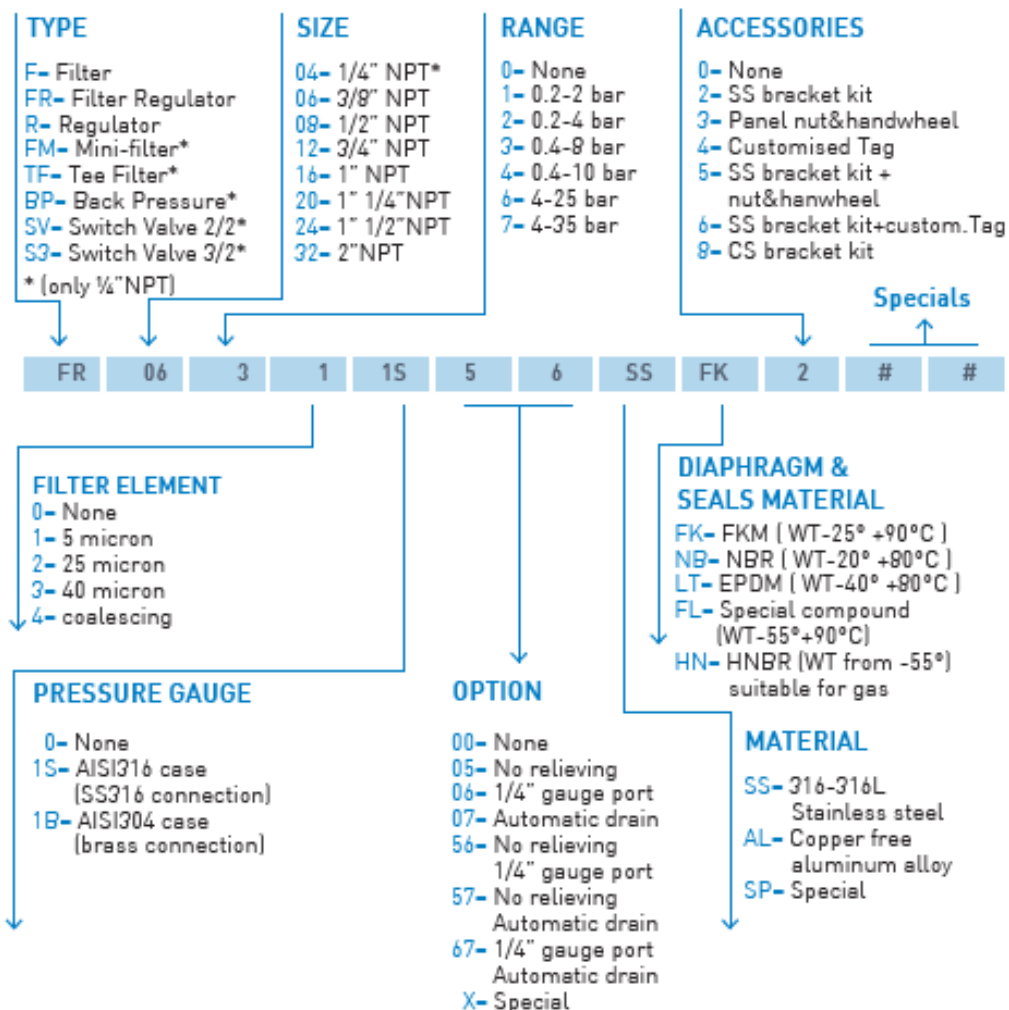 TYPE
F- Filter
FR- Filter Regulator
R- Regulator
FM- Mini-filter*
TF- Tee Filter*
BP- Back Pressure*
SV- Switch Valve 2/2*
S3- Switch Valve 3/2*
* (only ¼"NPT)
SIZE
04- 1/4" NPT*
06- 3/8" NPT
08- 1/2" NPT
12- 3/4" NPT
16- 1" NPT
20- 1" 1/4"NPT
24- 1" 1/2"NPT
32- 2"NPT
RANGE
0- None
1- 0.2-2 bar
2- 0.2-4 bar
3- 0.4-8 bar
4- 0.4-10 bar
6- 4-25 bar
7- 4-35 bar
ACCESSORIES
0- None
2- SS bracket kit
3- Panel nut&handwheel
4- Customised Tag
5- SS bracket kit +
nut&hanwheel
6- SS bracket kit+custom.Tag
8- CS bracket kit
Specials
FR 06 3 1 1S 5 6 SS FK 2 # #
FILTER ELEMENT
0- None
1- 5 micron
2- 25 micron
3- 40 micron
4- coalescing
PRESSURE GAUGE
0- None
1S- AISI316 case
(SS316 connection)
1B- AISI304 case
(brass connection)
OPTION
00- None
05- No relieving
06- 1/4" gauge port
07- Automatic drain
56- No relieving
1/4" gauge port
57- No relieving
Automatic drain
67- 1/4" gauge port
Automatic drain
X- Special
DIAPHRAGM &
SEALS MATERIAL
FK- FKM ( WT-25° +90°C )
NB- NBR ( WT-20° +80°C )
LT- EPDM ( WT-40° +80°C )
FL- Special compound
(WT-55°+90°C)
HN- HNBR (WT from -55°)
suitable for gas
MATERIAL
SS- 316-316L
Stainless steel
AL- Copper free
aluminum alloy
SP- Special